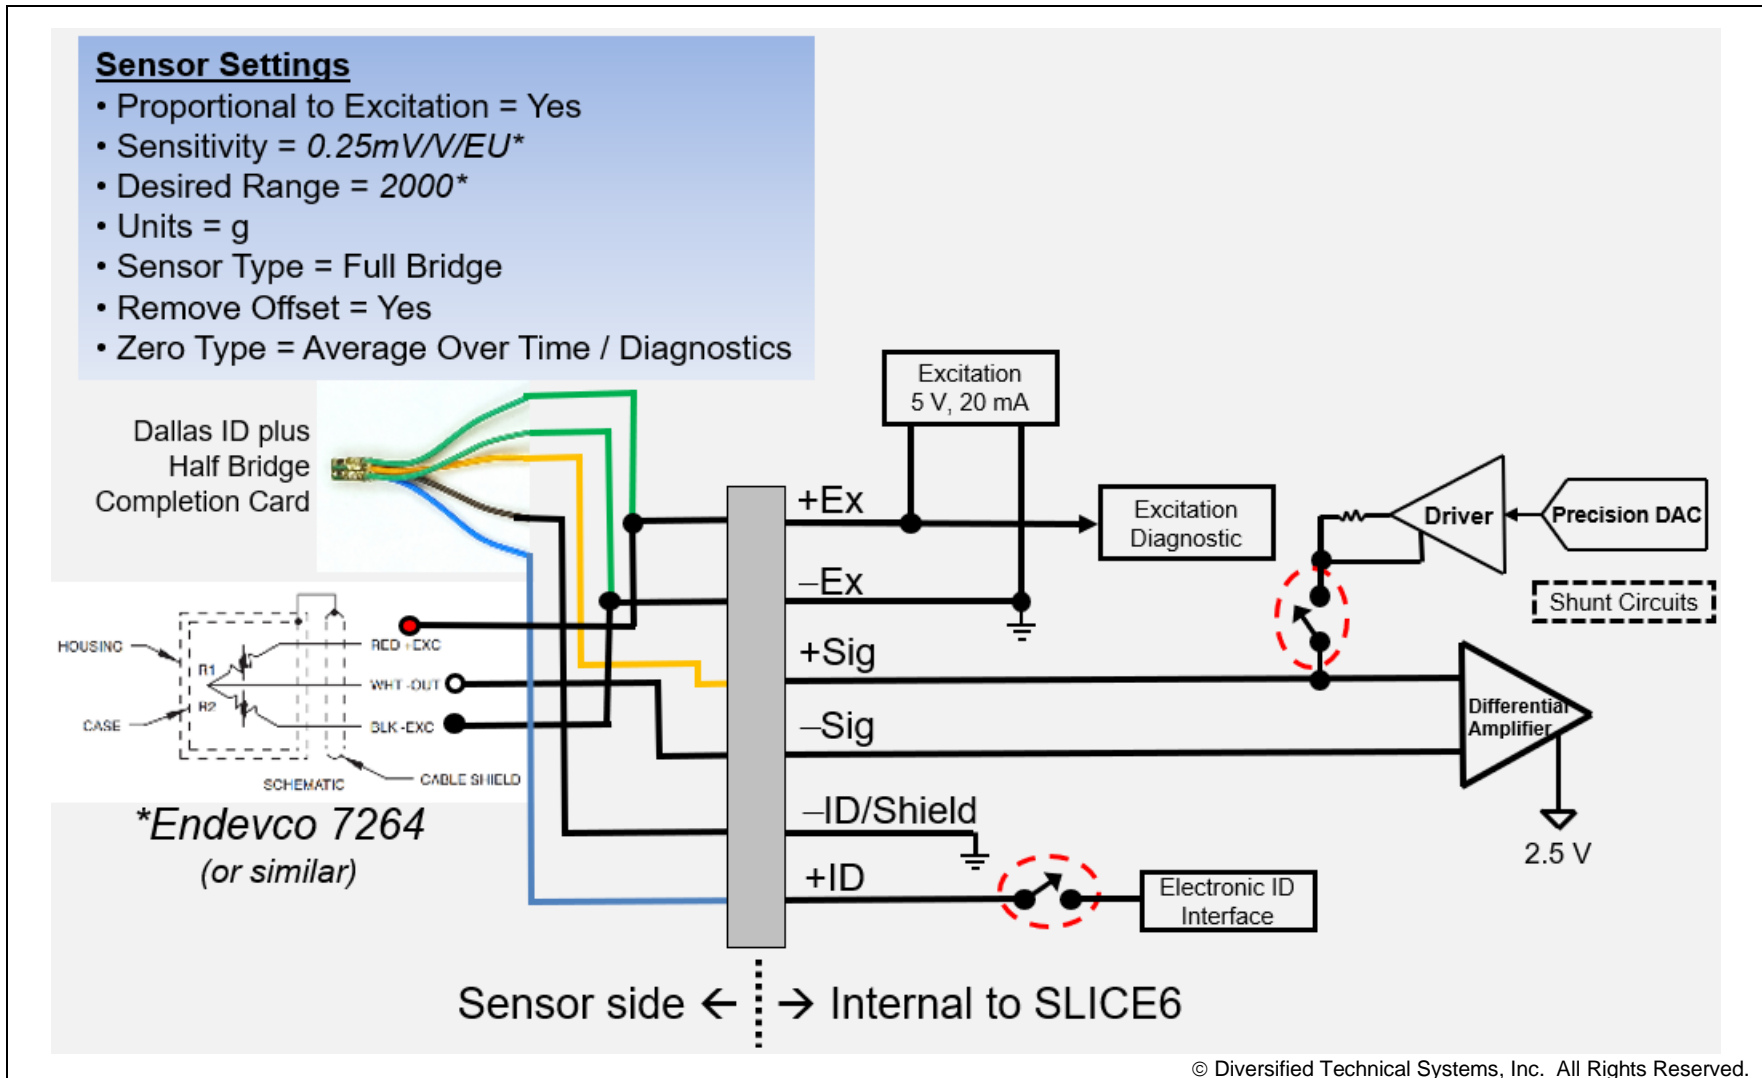 Sensor Settings
• Proportional to Excitation = Yes
• Sensitivity = 0.25mV/V/EU*
• Desired Range = 2000*
• Units = g
• Sensor Type = Full Bridge
• Remove Offset = Yes
• Zero Type = Average Over Time / Diagnostics
Dallas ID plus
Half Bridge
Completion Card
Excitation
5 V, 20 mA
+Ex
Excitation
Diagnostic
Driver
Precision DAC
–Ex
Shunt Circuits
HOUSING
R1
R2
CASE
RED +EXC
WHT -OUT
BLK -EXC
SCHEMATIC
CABLE SHIELD
+Sig
–Sig
Differential
Amplifier
2.5 V
*Endevco 7264
(or similar)
–ID/Shield
+ID
Electronic ID
Interface
Sensor side ← → Internal to SLICE6
© Diversified Technical Systems, Inc. All Rights Reserved.